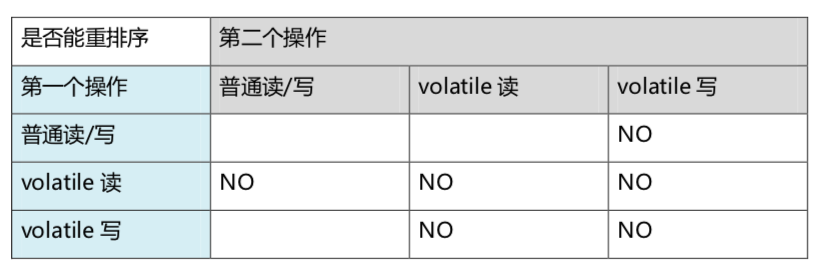 是否能重排序 第二个操作
第一个操作 普通读/写 volatile 读 volatile 写
普通读/写 NO
volatile 读 NO NO NO
volatile 写 NO NO